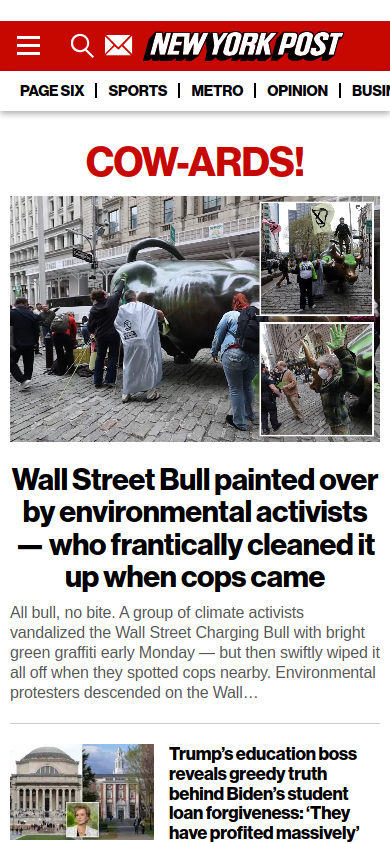 NEW YORK POST
PAGE SIX | SPORTS | METRO | OPINION | BUSIN
COW-ARDS!
Wall Street Bull painted over
by environmental activists
— who frantically cleaned it
up when cops came
All bull, no bite. A group of climate activists
vandalized the Wall Street Charging Bull with bright
green graffiti early Monday — but then swiftly wiped it
all off when they spotted cops nearby. Environmental
protesters descended on the Wall…
Trump’s education boss
reveals greedy truth
behind Biden’s student
loan forgiveness: ‘They
have profited massively’